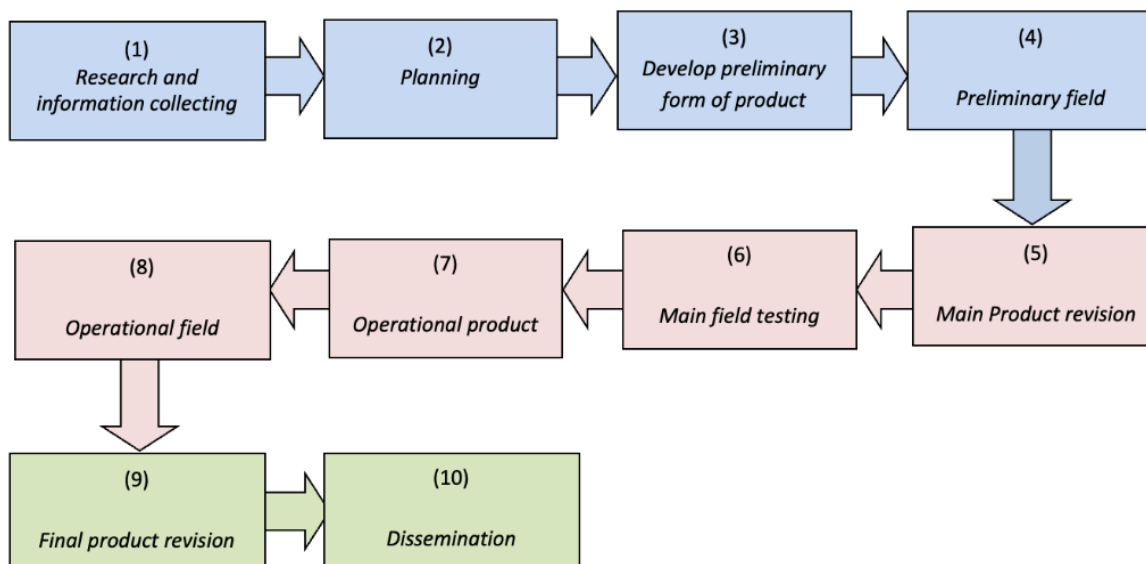 (1)
Research and
information collecting
(2)
Planning
(3)
Develop preliminary
form of product
(4)
Preliminary field
(5)
Main Product revision
(6)
Main field testing
(7)
Operational product
(8)
Operational field
(9)
Final product revision
(10)
Dissemination